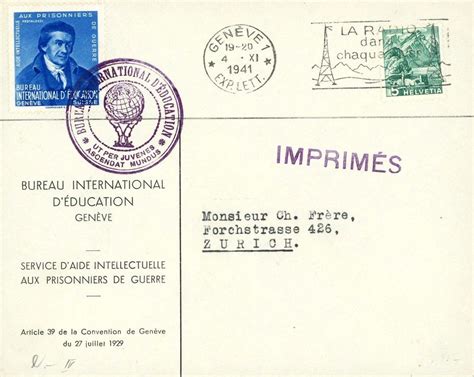 AUX PRISONNIERS
DE GUERRE
AIDE INTELLECTUELLE
BUREAU
INTERNATIONAL D'ÉDUCATION
GENÈVE SUISSE
BUREAU INTERNATIONAL D'ÉDUCATION
UT PER JUVENES
ASCENDAT MUNDUS
GENÈVE 1
19-20
4 · XI
1941
EXP. LETT.
LA RADIO
dans
chaque
5 HELVETIA
IMPRIMÉS
BUREAU INTERNATIONAL
D'ÉDUCATION
GENÈVE
SERVICE D'AIDE INTELLECTUELLE
AUX PRISONNIERS DE GUERRE
Article 39 de la Convention de Genève
du 27 juillet 1929
Monsieur Ch. Frère,
Forchstrasse 426,
ZURICH.